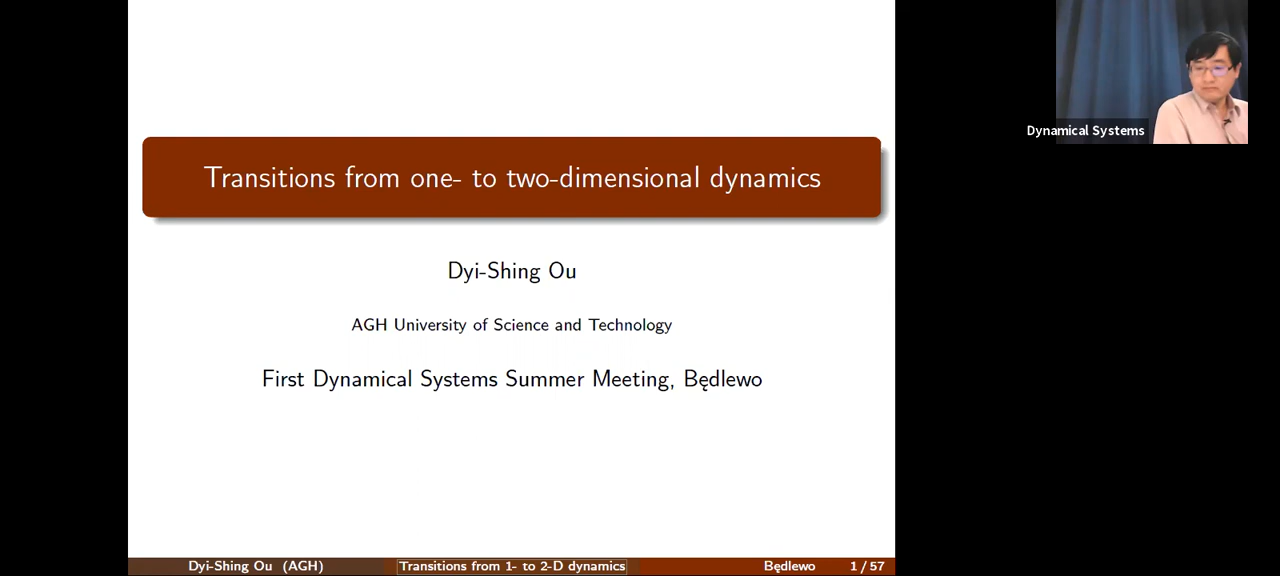 Transitions from one- to two-dimensional dynamics
Dyi-Shing Ou
AGH University of Science and Technology
First Dynamical Systems Summer Meeting, Będlewo
Dynamical Systems
Dyi-Shing Ou (AGH) Transitions from 1- to 2-D dynamics Będlewo 1 / 57